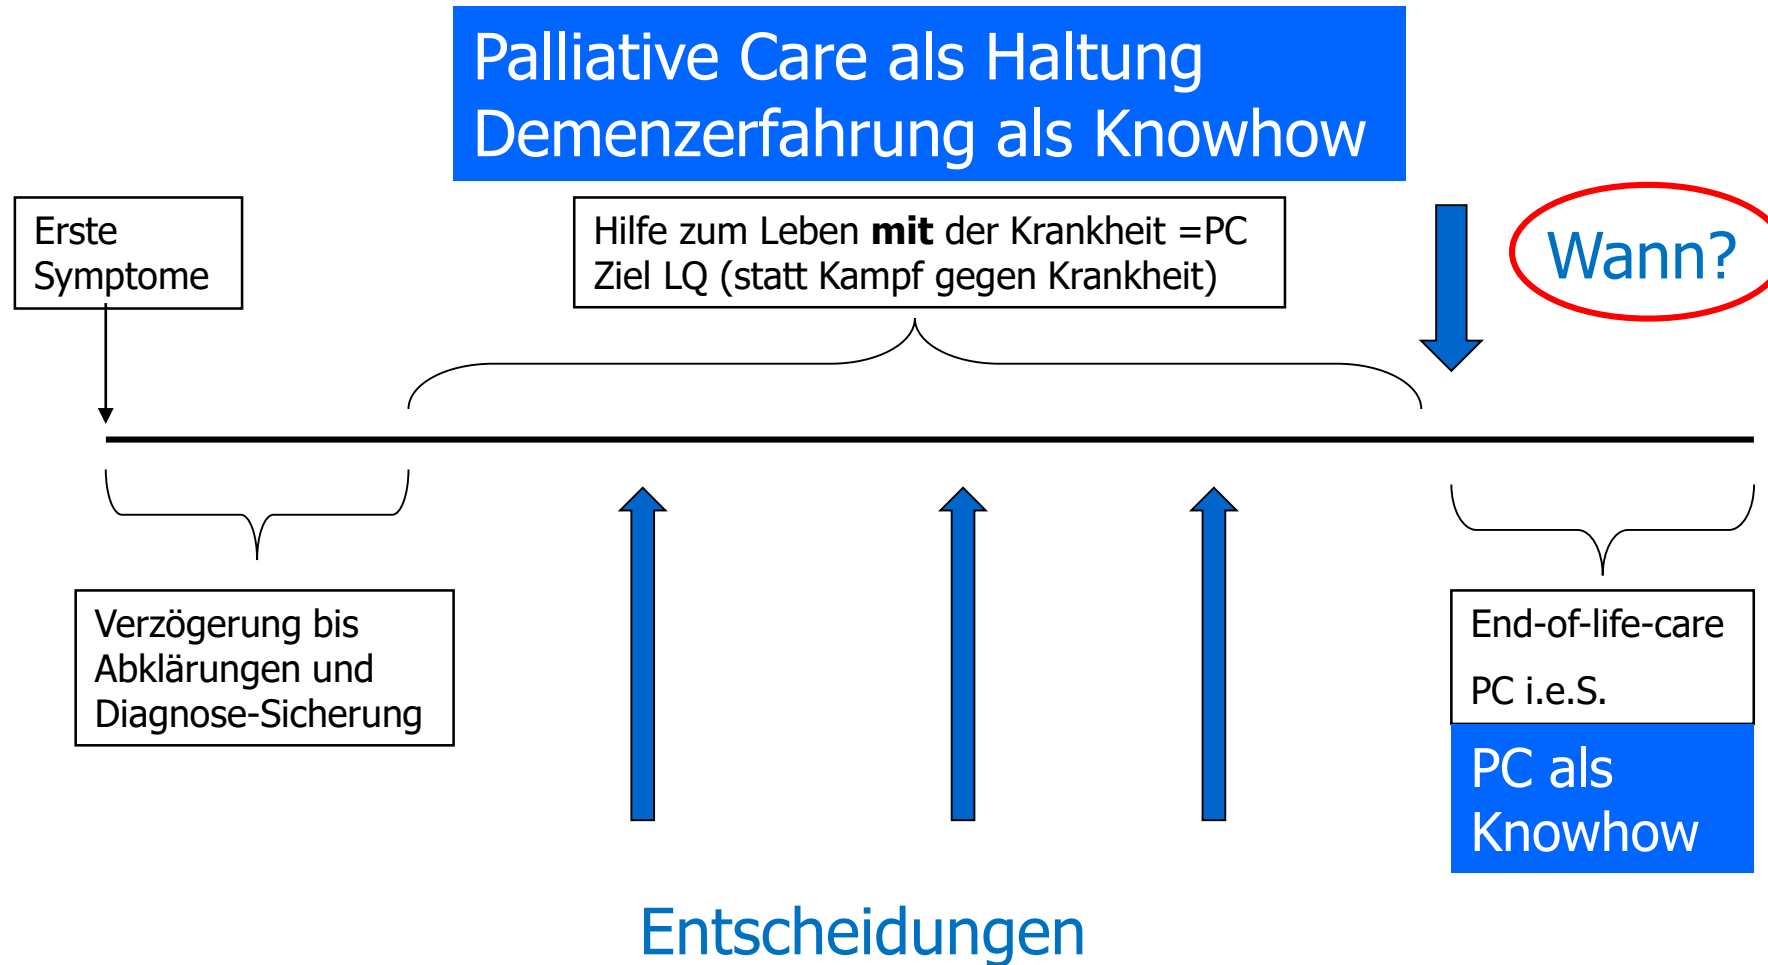 Palliative Care als Haltung
Demenzerfahrung als Knowhow
Erste
Symptome
Hilfe zum Leben mit der Krankheit =PC
Ziel LQ (statt Kampf gegen Krankheit)
Wann?
Verzögerung bis
Abklärungen und
Diagnose-Sicherung
End-of-life-care
PC i.e.S.
PC als
Knowhow
Entscheidungen